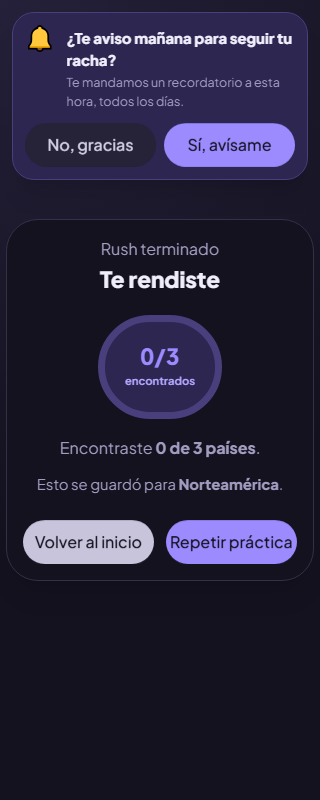 ¿Te aviso mañana para seguir tu
racha?
Te mandamos un recordatorio a esta
hora, todos los días.
No, gracias
Sí, avísame
Rush terminado
Te rendiste
0/3
encontrados
Encontraste 0 de 3 países.
Esto se guardó para Norteamérica.
Volver al inicio
Repetir práctica